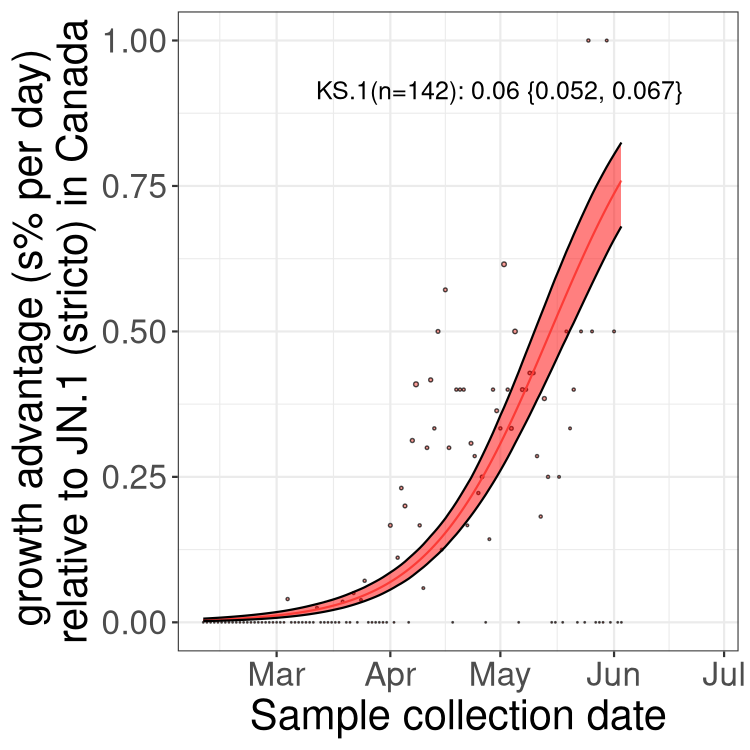 growth advantage (s% per day)
relative to JN.1 (stricto) in Canada
1.00
0.75
0.50
0.25
0.00
KS.1(n=142): 0.06 {0.052, 0.067}
Mar Apr May Jun Jul
Sample collection date